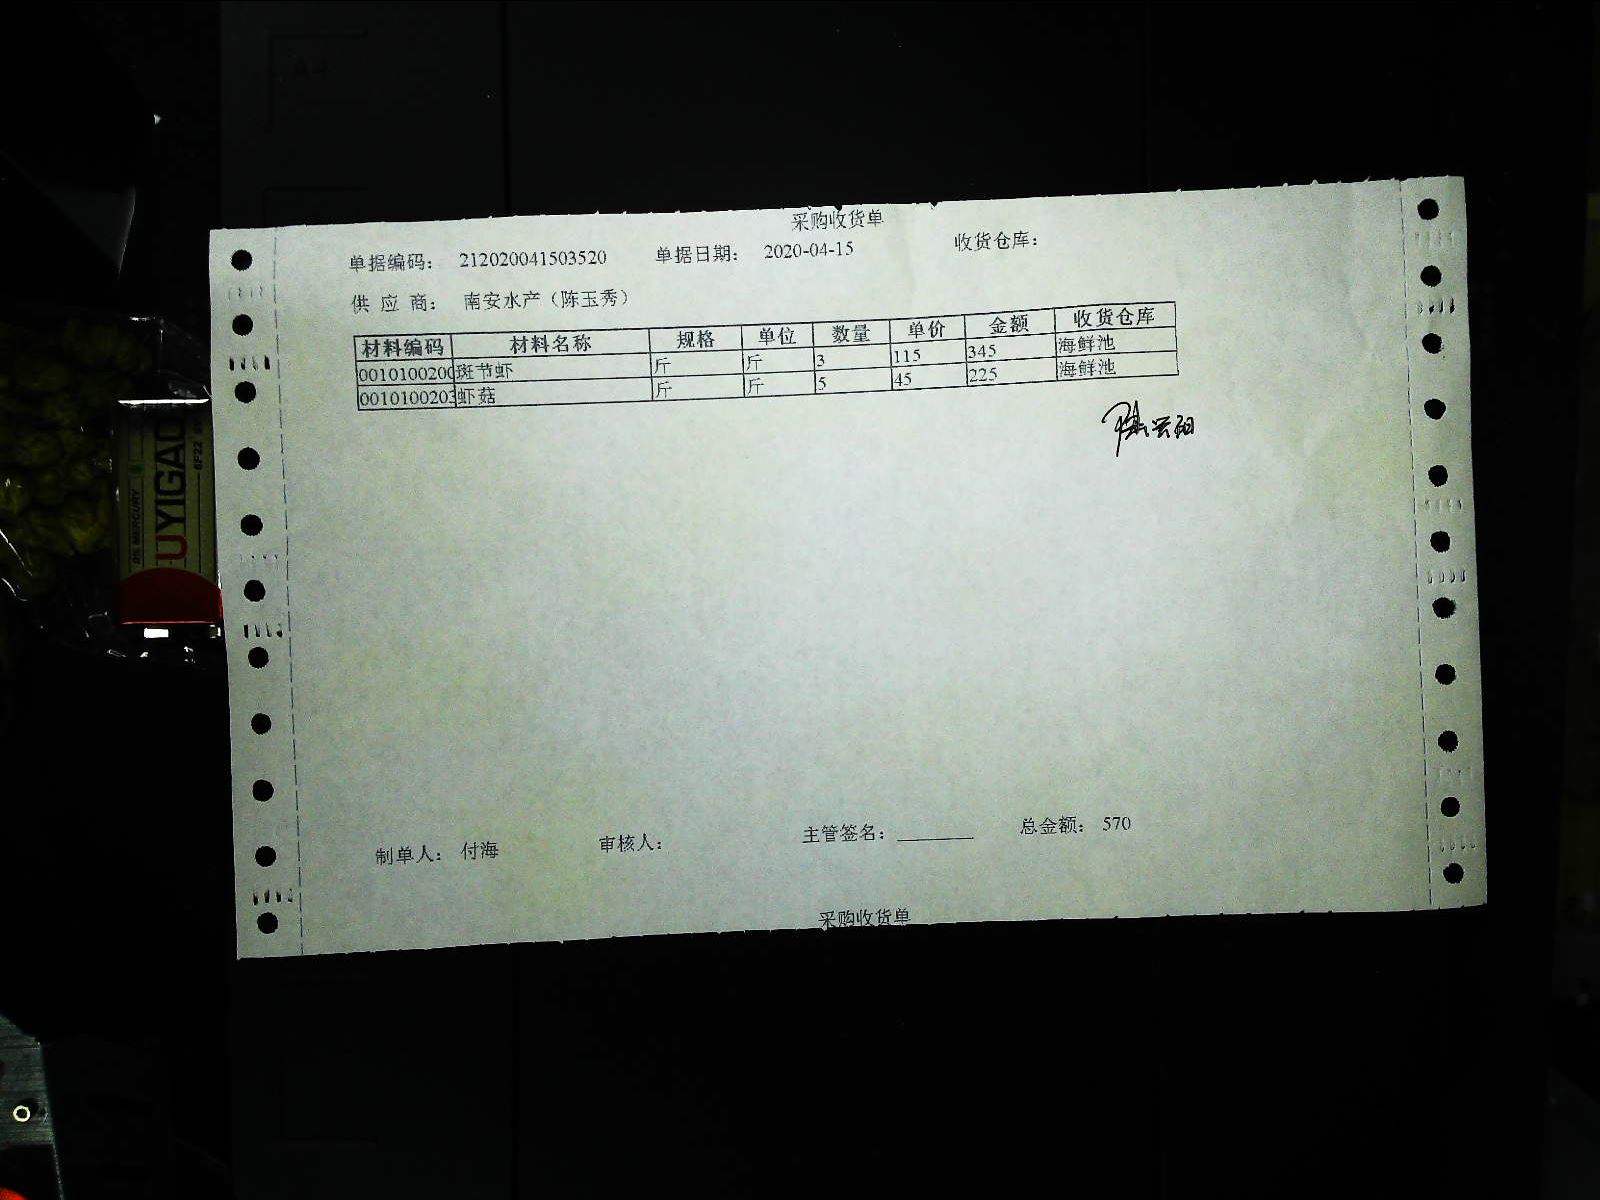 采购收货单
单据编码： 212020041503520 单据日期： 2020-04-15 收货仓库：
供 应 商： 南安水产（陈玉秀）
材料编码 材料名称 规格 单位 数量 单价 金额 收货仓库
0010100200 斑节虾 斤 斤 3 115 345 海鲜池
0010100203 虾菇 斤 斤 5 45 225 海鲜池
制单人： 付海 审核人： 主管签名：________ 总金额： 570
采购收货单
0% MERCURY
UYIGAO
6F22